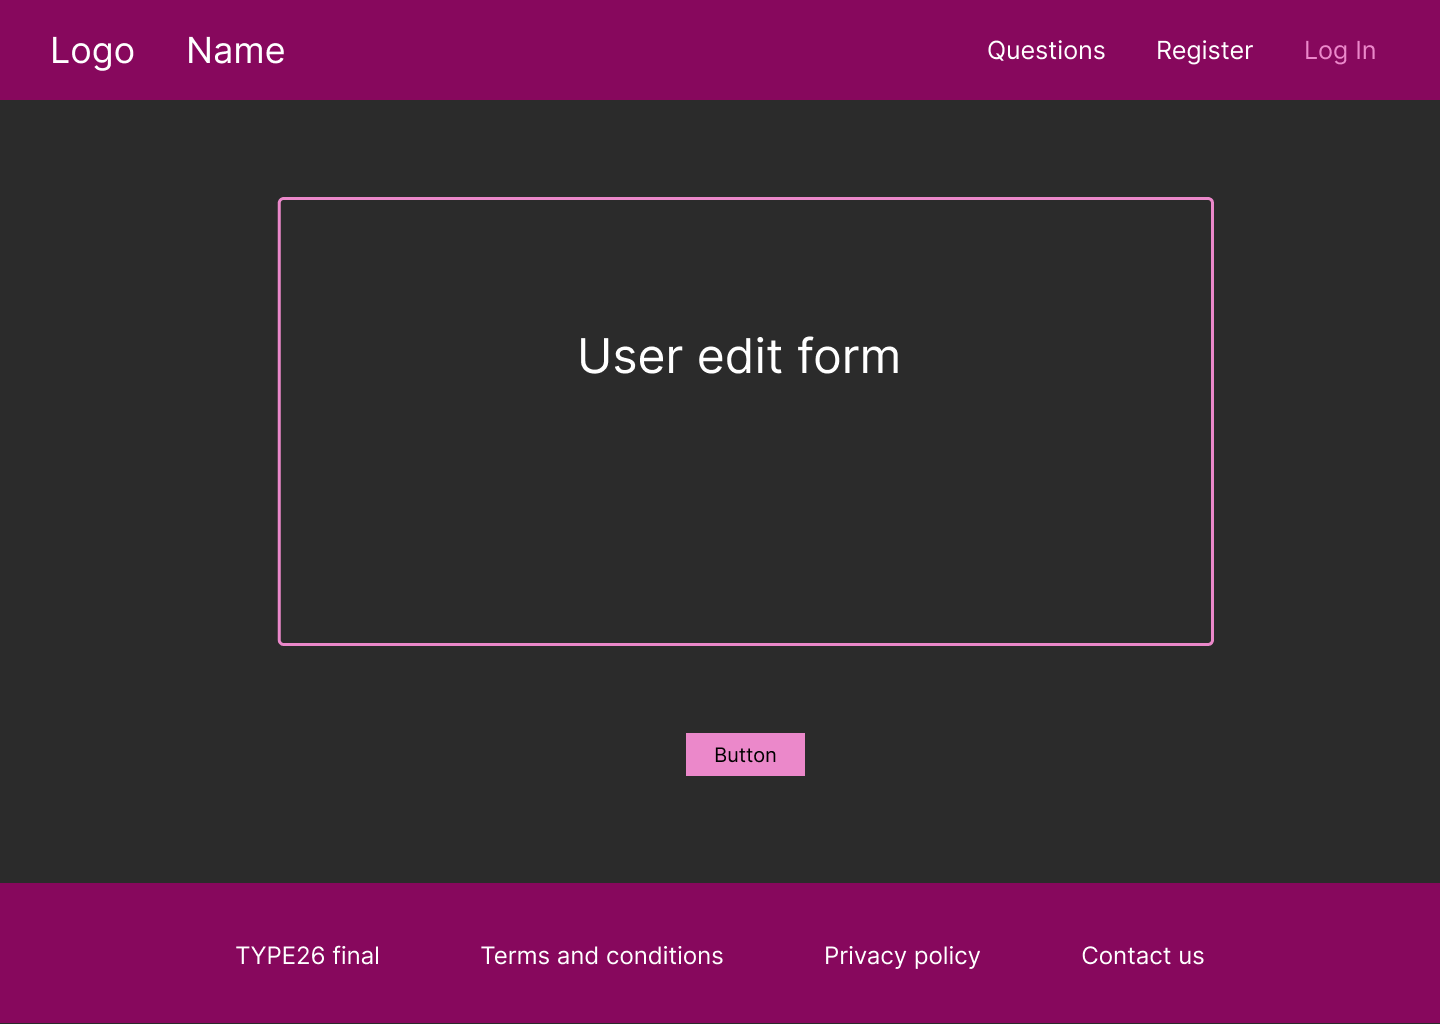 Logo Name Questions Register Log In
User edit form
Button
TYPE26 final Terms and conditions Privacy policy Contact us